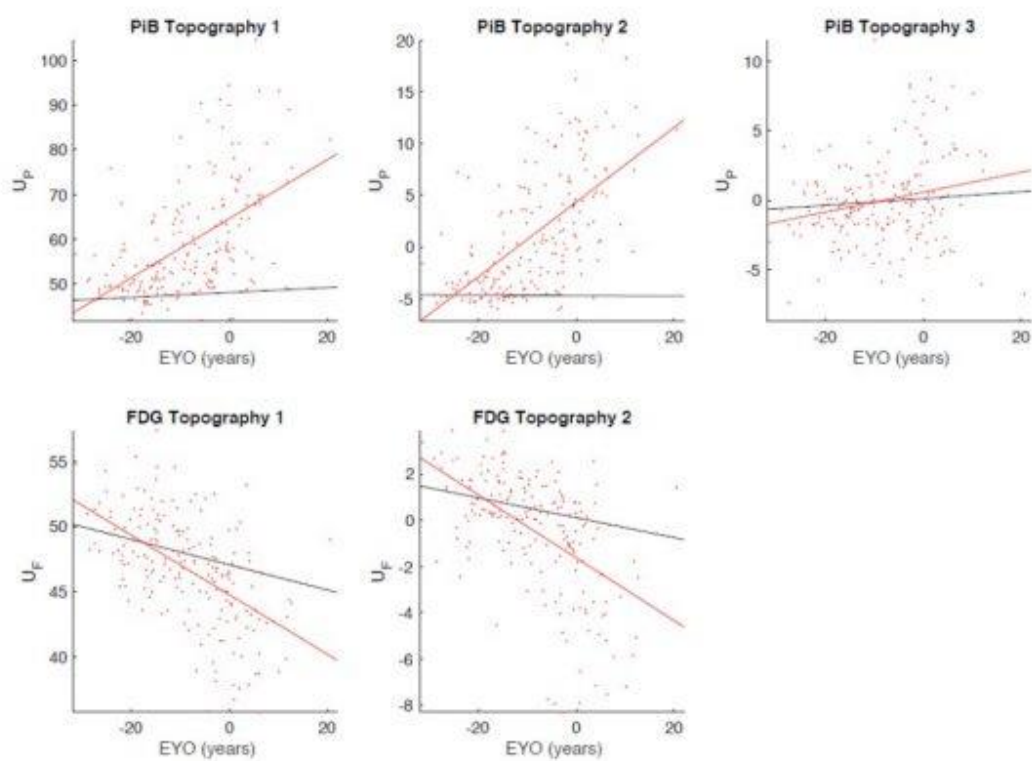 PiB Topography 1
100
90
80
70
60
50
U_P
-20 0 20
EYO (years)
PiB Topography 2
20
15
10
5
0
-5
U_P
-20 0 20
EYO (years)
PiB Topography 3
10
5
0
-5
U_P
-20 0 20
EYO (years)
FDG Topography 1
55
50
45
40
U_F
-20 0 20
EYO (years)
FDG Topography 2
2
0
-2
-4
-6
-8
U_F
-20 0 20
EYO (years)